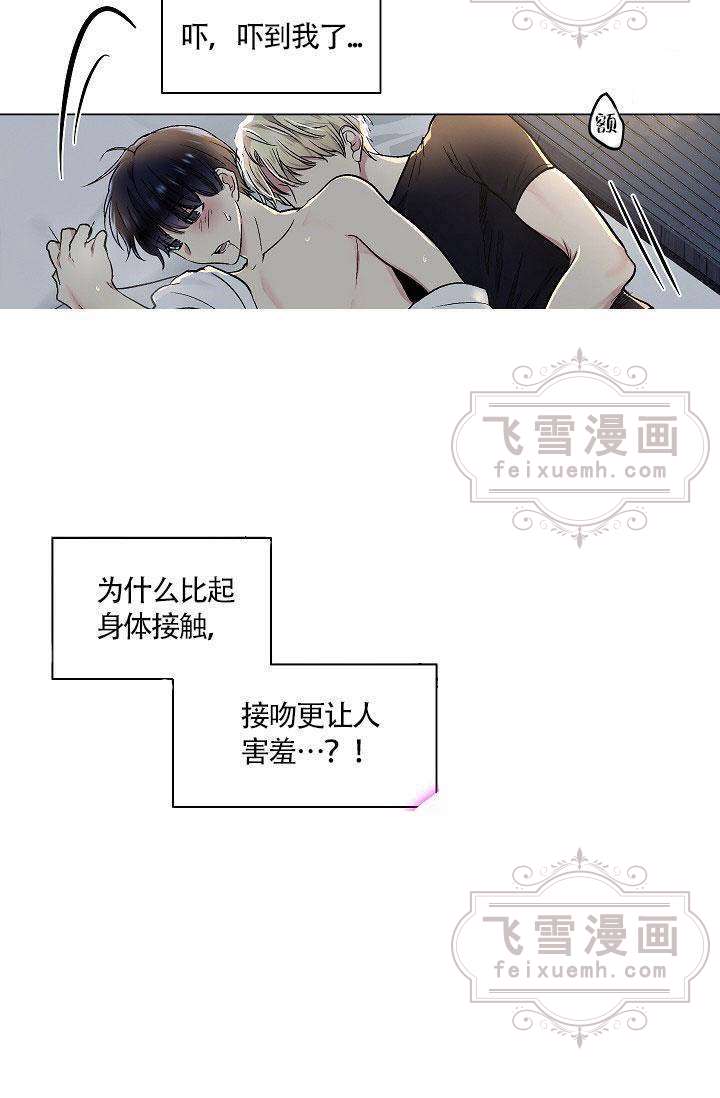 吓，吓到我了...
额
飞雪漫画
feixuemh.com
为什么比起
身体接触，
接吻更让人
害羞…？！
飞雪漫画
feixuemh.com